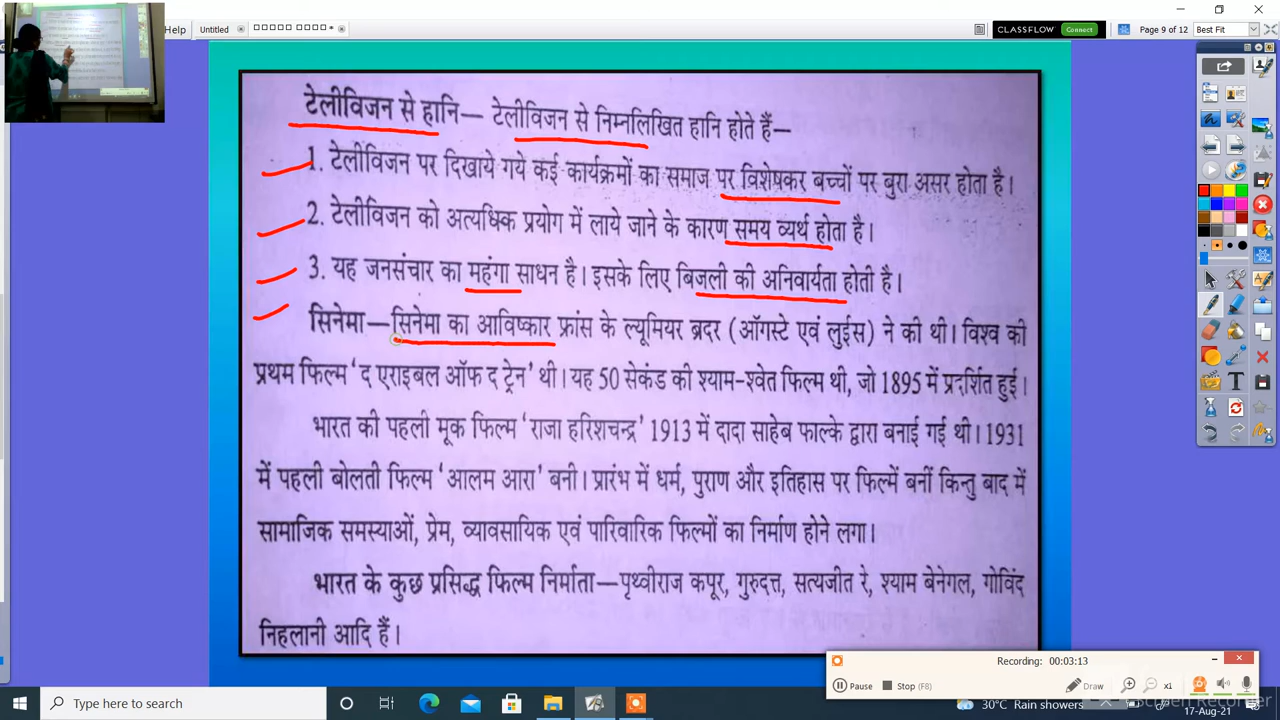 Help
Untitled
CLASSFLOW
Connect
Page 9 of 12
Best Fit
टेलीविजन से हानि— टेलीविजन से निम्नलिखित हानि होते हैं—
1. टेलीविजन पर दिखाये गये कई कार्यक्रमों का समाज पर विशेषकर बच्चों पर बुरा असर होता है।
2. टेलीविजन को अत्यधिक प्रयोग में लाये जाने के कारण समय व्यर्थ होता है।
3. यह जनसंचार का महंगा साधन है। इसके लिए बिजली की अनिवार्यता होती है।
सिनेमा—सिनेमा का आविष्कार फ्रांस के ल्यूमियर ब्रदर (ऑगस्टे एवं लुईस) ने की थी। विश्व की
प्रथम फिल्म ‘द एराइबल ऑफ द ट्रेन’ थी। यह 50 सेकंड की श्याम-श्वेत फिल्म थी, जो 1895 में प्रदर्शित हुई।
भारत की पहली मूक फिल्म ‘राजा हरिशचन्द्र’ 1913 में दादा साहेब फाल्के द्वारा बनाई गई थी। 1931
में पहली बोलती फिल्म ‘आलम आरा’ बनी। प्रारंभ में धर्म, पुराण और इतिहास पर फिल्में बनीं किन्तु बाद में
सामाजिक समस्याओं, प्रेम, व्यावसायिक एवं पारिवारिक फिल्मों का निर्माण होने लगा।
भारत के कुछ प्रसिद्ध फिल्म निर्माता—पृथ्वीराज कपूर, गुरुदत्त, सत्यजीत रे, श्याम बेनेगल, गोविंद
निहलानी आदि हैं।
Recording: 00:03:13
Pause
Stop (F8)
Draw
x1
Type here to search
30°C Rain showers
17-Aug-21